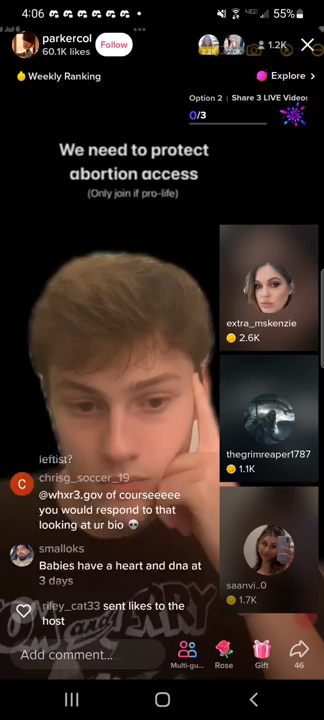 4:06
55%
parkercol
60.1K likes
Follow
1.2K
Weekly Ranking
Explore >
Option 2 | Share 3 LIVE Videos
0/3
We need to protect
abortion access
(Only join if pro-life)
extra_mskenzie
2.6K
thegrimreaper1787
1.1K
saanvi..0
1.7K
leftist?
C
chrisg_soccer_19
@whxr3.gov of courseeeee
you would respond to that
looking at ur bio 💀
smalloks
Babies have a heart and dna at
3 days
riley_cat33 sent likes to the
host
and
Add comment...
Multi-gu...
Rose
Gift
46